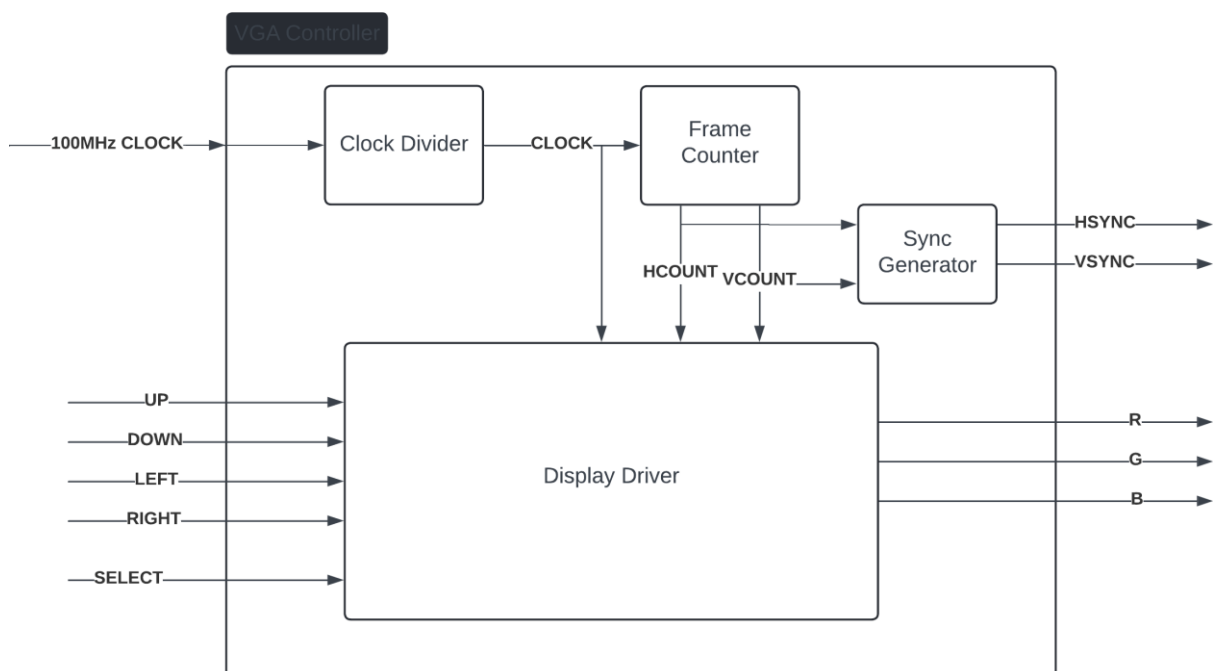 VGA Controller
100MHz CLOCK
Clock Divider
CLOCK
Frame
Counter
Sync
Generator
HSYNC
VSYNC
HCOUNT
VCOUNT
UP
DOWN
LEFT
RIGHT
SELECT
Display Driver
R
G
B